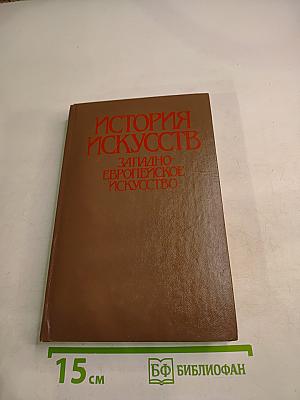 ИСТОРИЯ
ИСКУССТВ
ЗАПАДНО-
ЕВРОПЕЙСКОЕ
ИСКУССТВО
15 см
БФ БИБЛИОФАН